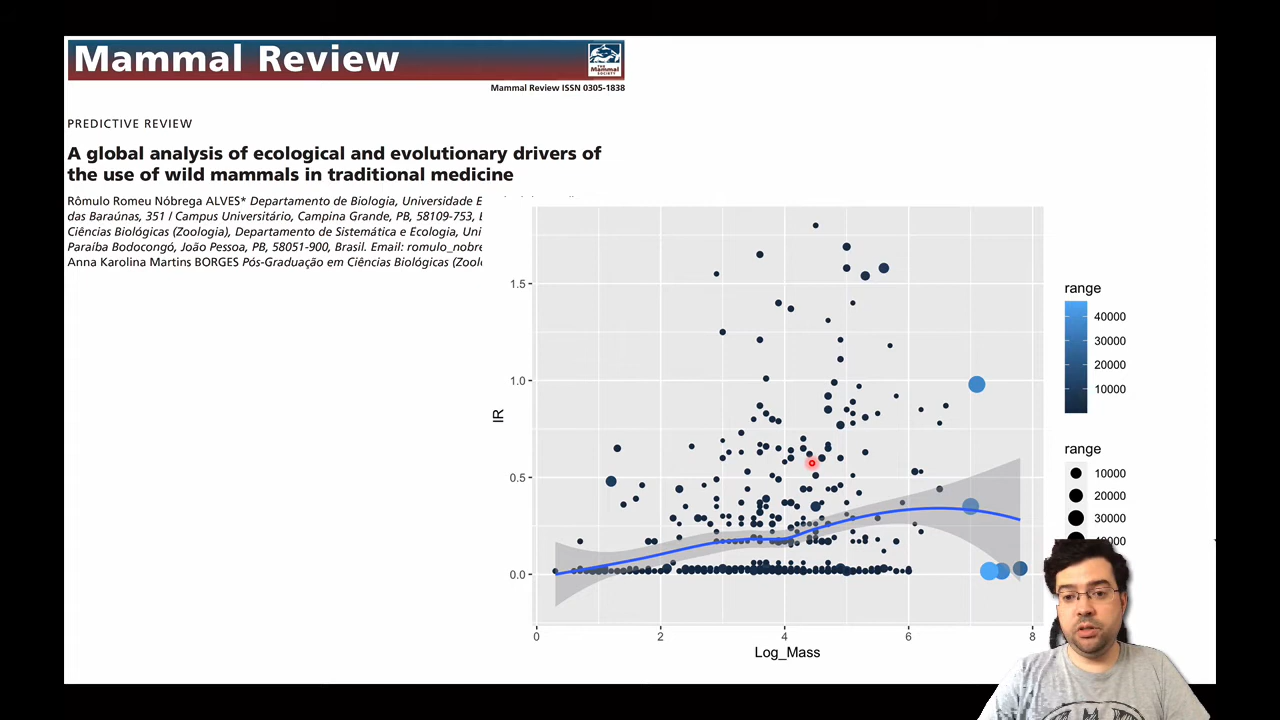 Mammal Review
THE
Mammal
SOCIETY
Mammal Review ISSN 0305-1838
PREDICTIVE REVIEW
A global analysis of ecological and evolutionary drivers of
the use of wild mammals in traditional medicine
Rômulo Romeu Nóbrega ALVES* Departamento de Biologia, Universidade E
das Baraúnas, 351 / Campus Universitário, Campina Grande, PB, 58109-753,
Ciências Biológicas (Zoologia), Departamento de Sistemática e Ecologia, Uni
Paraíba Bodocongó, João Pessoa, PB, 58051-900, Brasil. Email: romulo_nobre
Anna Karolina Martins BORGES Pós-Graduação em Ciências Biológicas (Zool
1.5
1.0
0.5
0.0
IR
0
2
4
6
8
Log_Mass
range
40000
30000
20000
10000
range
10000
20000
30000
40000